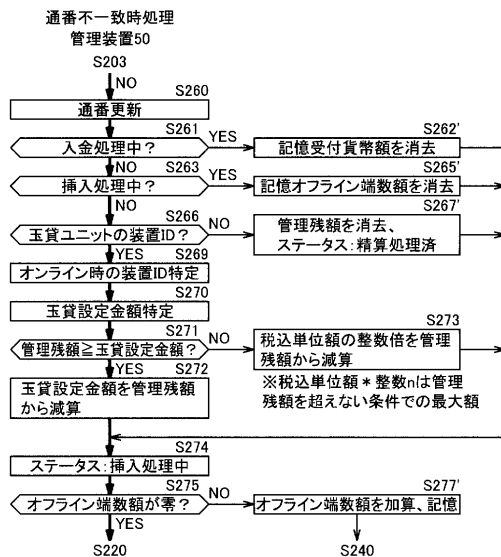 通番不一致時処理
管理装置50
S203
NO
S260
通番更新
S261
入金処理中?
YES
S262'
記憶受付貨幣額を消去
NO
S263
挿入処理中?
YES
S265'
記憶オフライン端数額を消去
NO
S266
玉貸ユニットの装置ID?
NO
S267'
管理残額を消去、
ステータス:精算処理済
YES
S269
オンライン時の装置ID特定
S270
玉貸設定金額特定
S271
管理残額≧玉貸設定金額?
NO
S273
税込単位額の整数倍を管理
残額から減算
※税込単位額*整数nは管理
残額を超えない条件での最大額
YES
S272
玉貸設定金額を管理残額
から減算
S274
ステータス:挿入処理中
S275
オフライン端数額が零?
NO
S277'
オフライン端数額を加算、記憶
YES
S220
S240